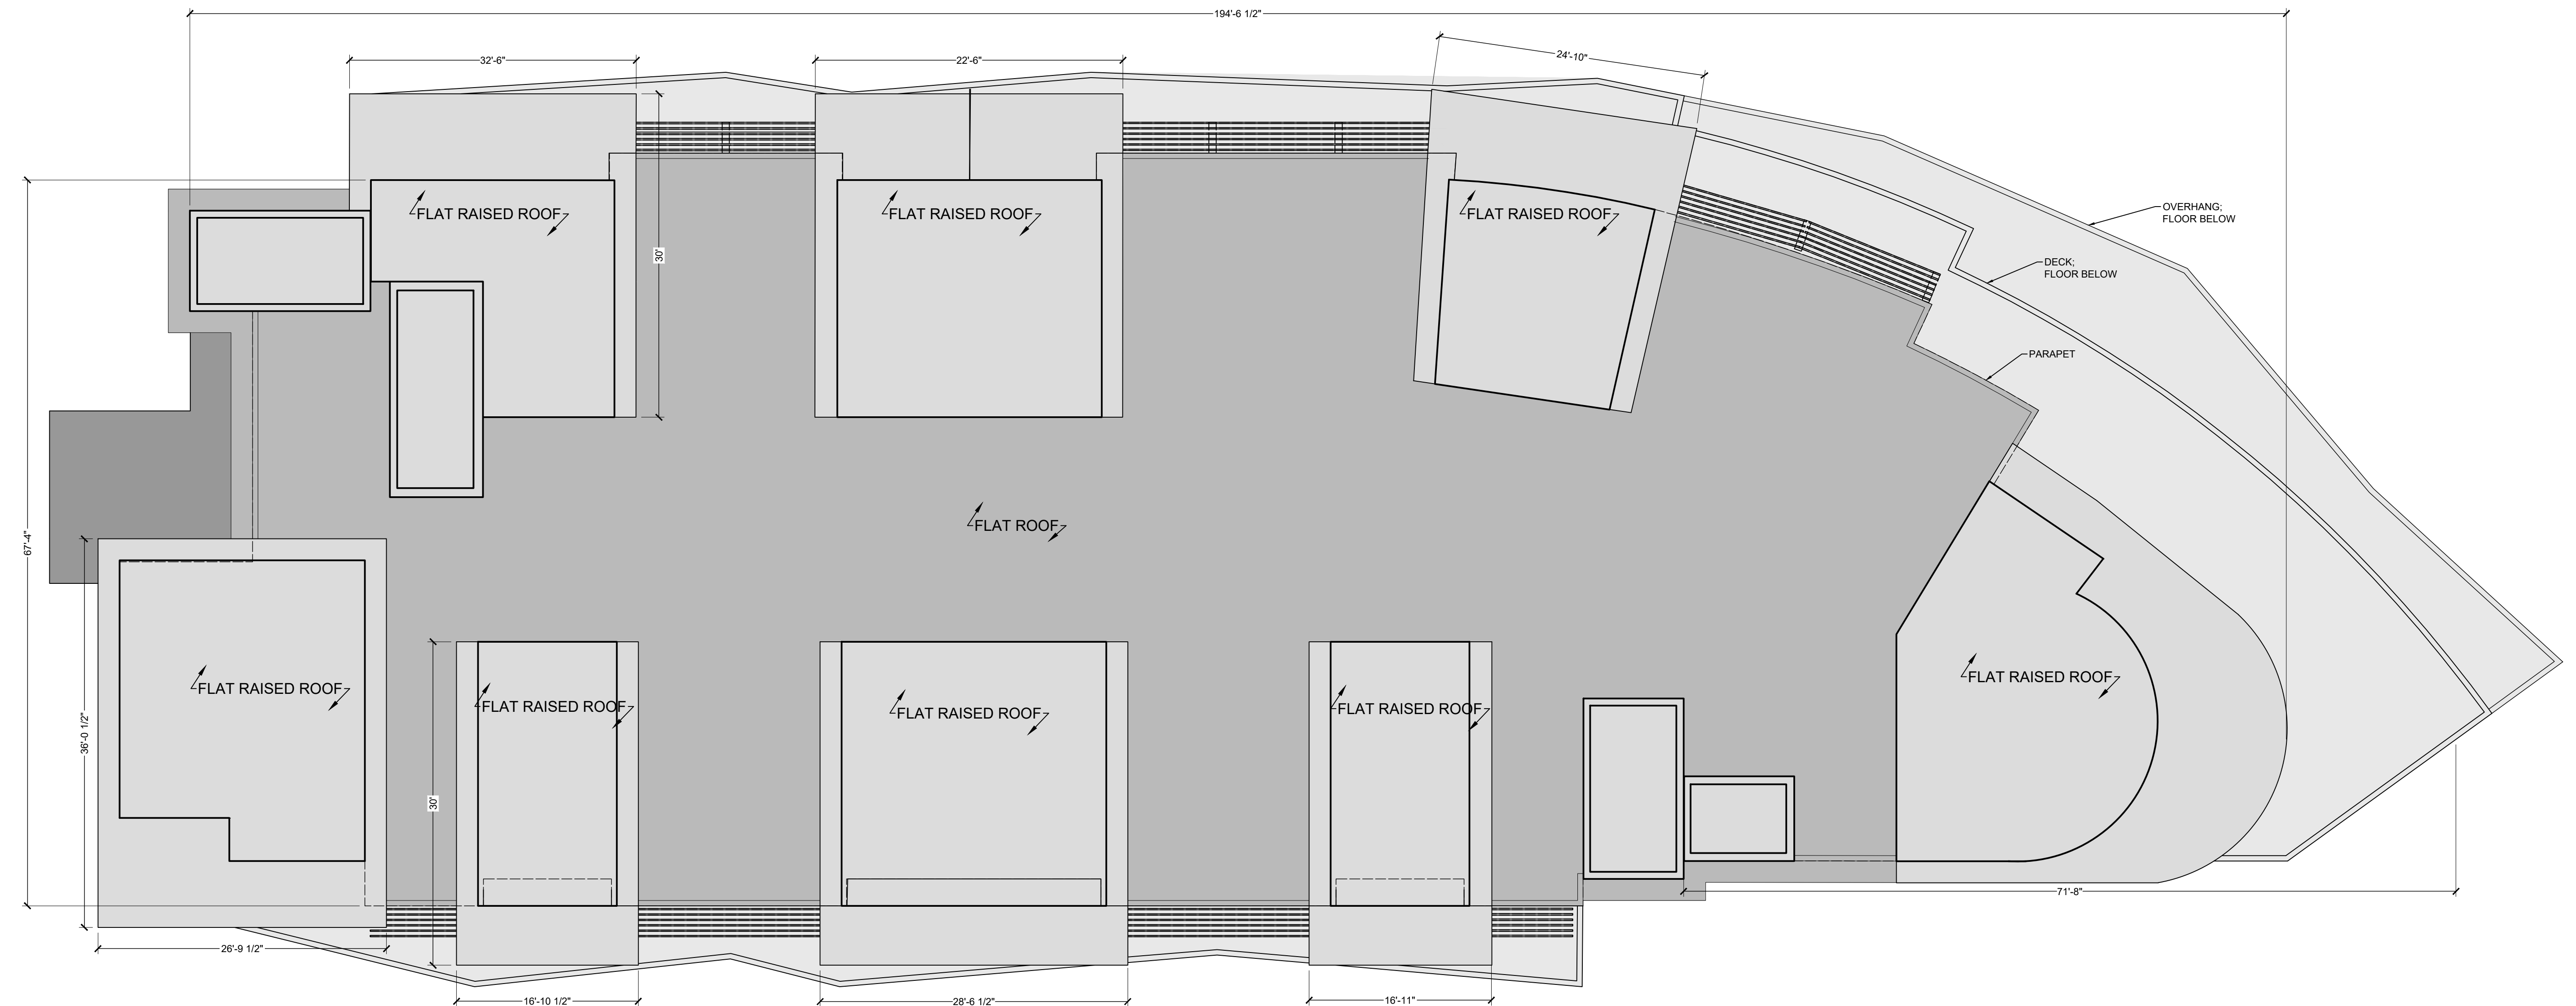 194'-6 1/2"
32'-6"
22'-6"
24'-10"
FLAT RAISED ROOF
FLAT RAISED ROOF
FLAT RAISED ROOF
OVERHANG;
FLOOR BELOW
30'
DECK;
FLOOR BELOW
PARAPET
FLAT ROOF
67'-4"
FLAT RAISED ROOF
FLAT RAISED ROOF
FLAT RAISED ROOF
FLAT RAISED ROOF
FLAT RAISED ROOF
36'-0 1/2"
30'
71'-8"
26'-9 1/2"
16'-10 1/2"
28'-6 1/2"
16'-11"